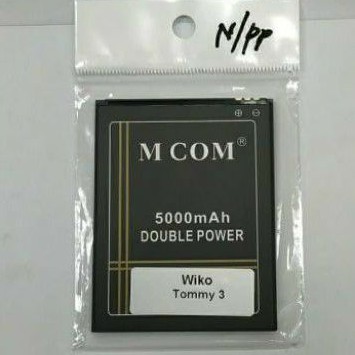 N/PP
M COM®
5000mAh
DOUBLE POWER
Wiko
Tommy 3